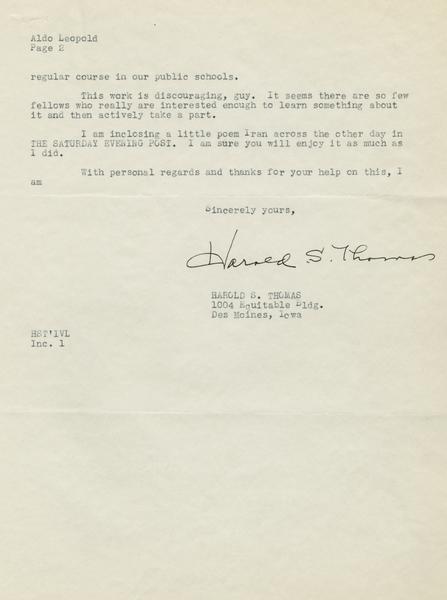 Aldo Leopold
Page 2
regular course in our public schools.
This work is discouraging, guy. It seems there are so few
fellows who really are interested enough to learn something about
it and then actively take a part.
I am inclosing a little poem Iran across the other day in
THE SATURDAY EVENING POST. I am sure you will enjoy it as much as
I did.
With personal regards and thanks for your help on this, I
am
Sincerely yours,
Harold S. Thomas
HAROLD S. THOMAS
1004 Equitable Bldg.
Des Moines, Iowa
HST'LVL
Inc. 1